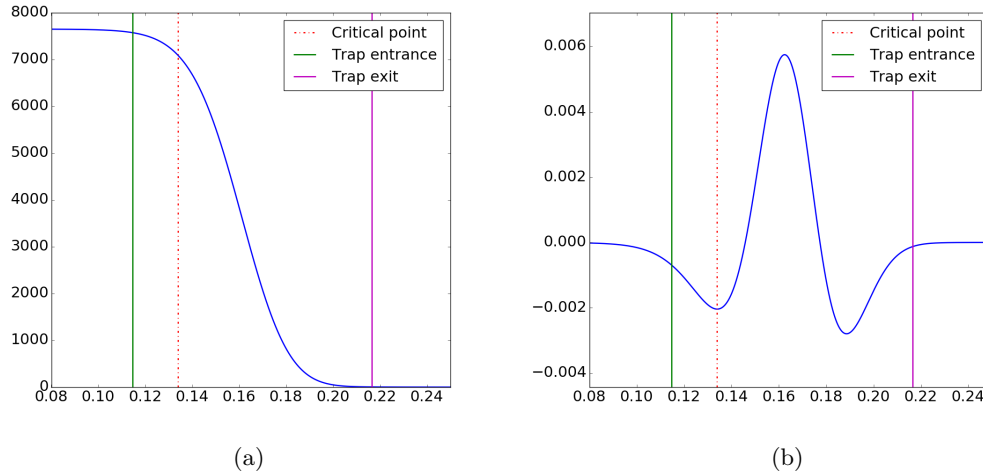 8000
7000
6000
5000
4000
3000
2000
1000
0
0.08 0.10 0.12 0.14 0.16 0.18 0.20 0.22 0.24
Critical point
Trap entrance
Trap exit
(a)
0.006
0.004
0.002
0.000
−0.002
−0.004
0.08 0.10 0.12 0.14 0.16 0.18 0.20 0.22 0.24
Critical point
Trap entrance
Trap exit
(b)